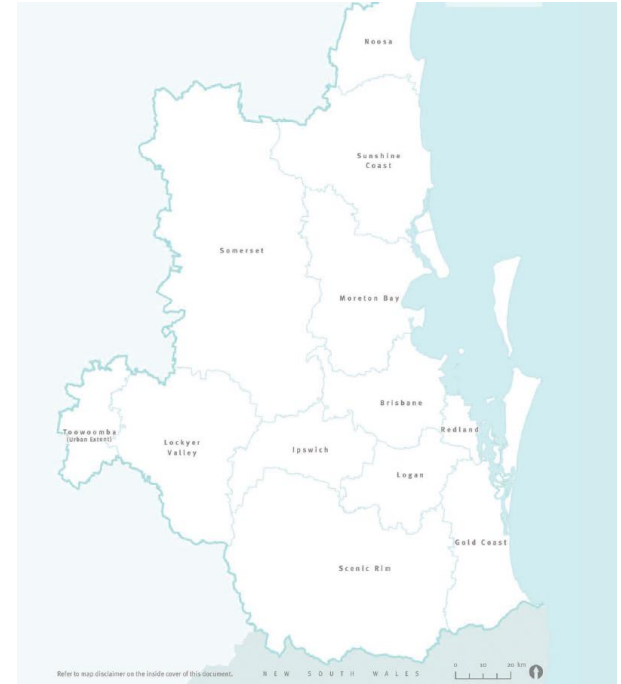 Noosa
Sunshine
Coast
Somerset
Moreton Bay
Brisbane
Redland
Toowoomba
(Urban Extent)
Lockyer
Valley
Ipswich
Logan
Gold Coast
Scenic Rim
Refer to map disclaimer on the inside cover of this document.
NEW SOUTH WALES
0 10 20 km